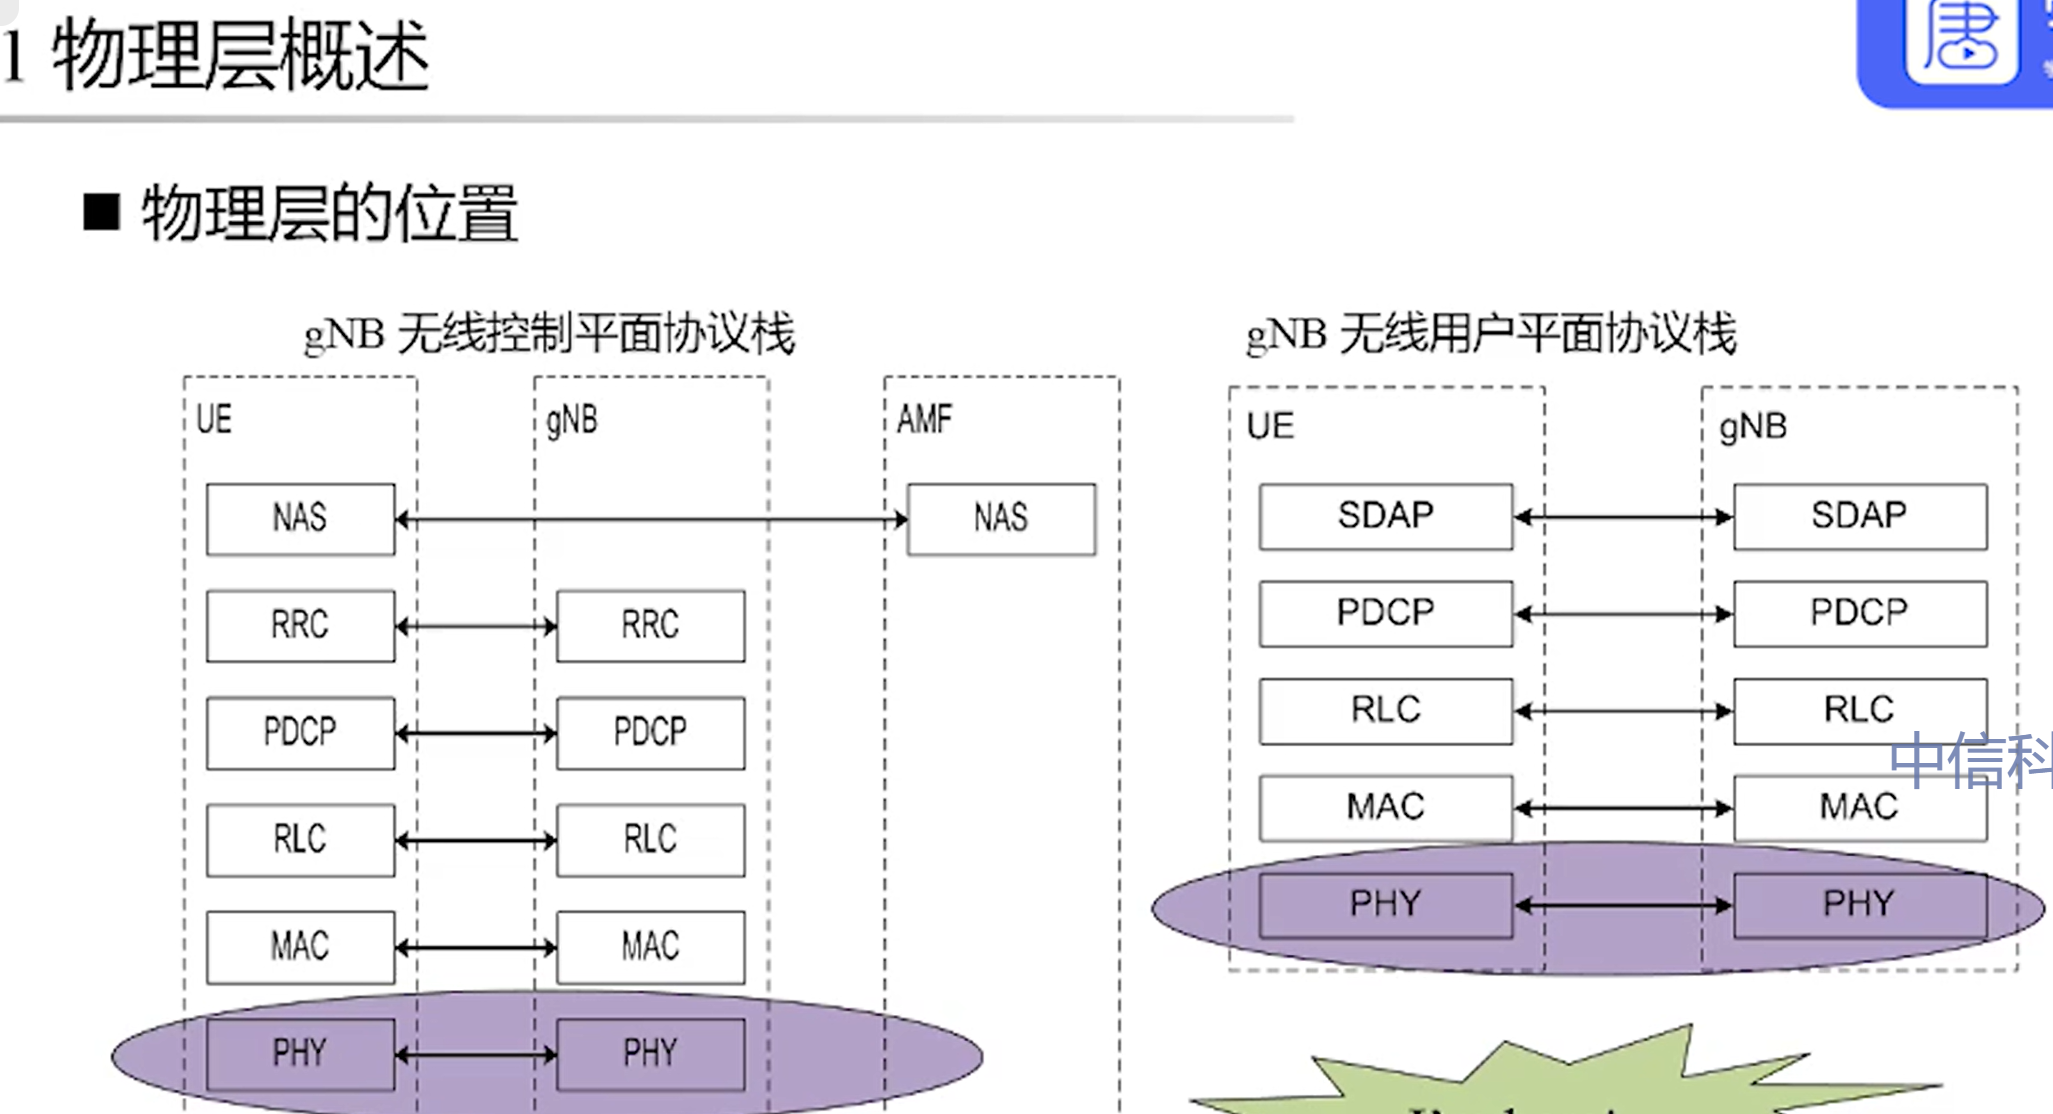 1 物理层概述
■ 物理层的位置
gNB 无线控制平面协议栈
UE gNB AMF
NAS NAS
RRC RRC
PDCP PDCP
RLC RLC
MAC MAC
PHY PHY
gNB 无线用户平面协议栈
UE gNB
SDAP SDAP
PDCP PDCP
RLC RLC
中信科
MAC MAC
PHY PHY